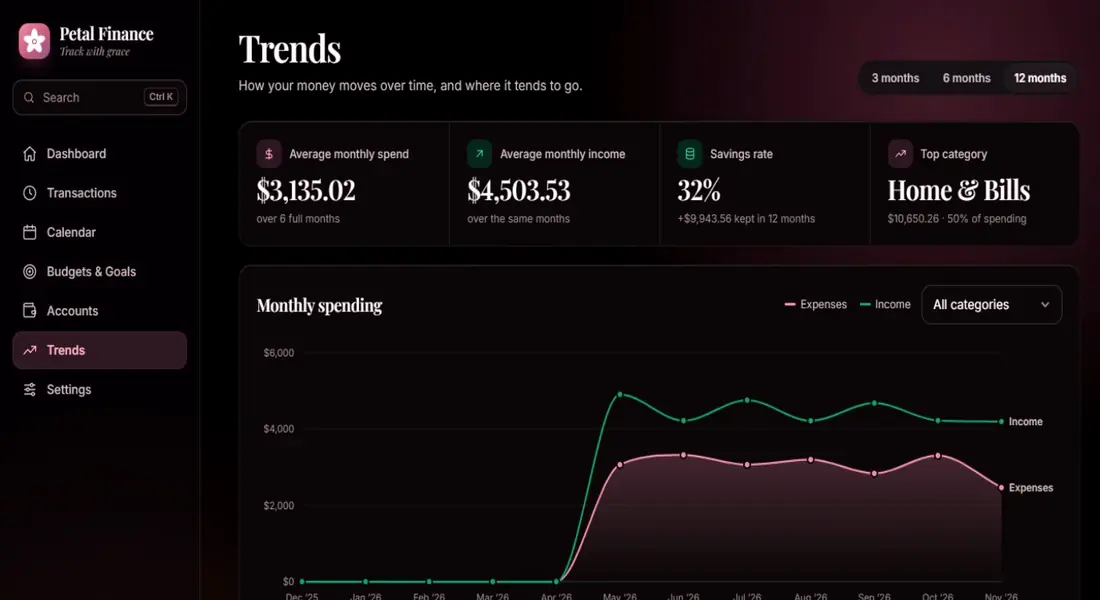 Petal Finance
Track with grace
Search
Ctrl K
Dashboard
Transactions
Calendar
Budgets & Goals
Accounts
Trends
Settings
Trends
How your money moves over time, and where it tends to go.
3 months
6 months
12 months
$
Average monthly spend
$3,135.02
over 6 full months
Average monthly income
$4,503.53
over the same months
Savings rate
32%
+$9,943.56 kept in 12 months
Top category
Home & Bills
$10,650.26 · 50% of spending
Monthly spending
Expenses
Income
All categories
$6,000
$4,000
$2,000
$0
Income
Expenses
Dec '25 Jan '26 Feb '26 Mar '26 Apr '26 May '26 Jun '26 Jul '26 Aug '26 Sep '26 Oct '26 Nov '26